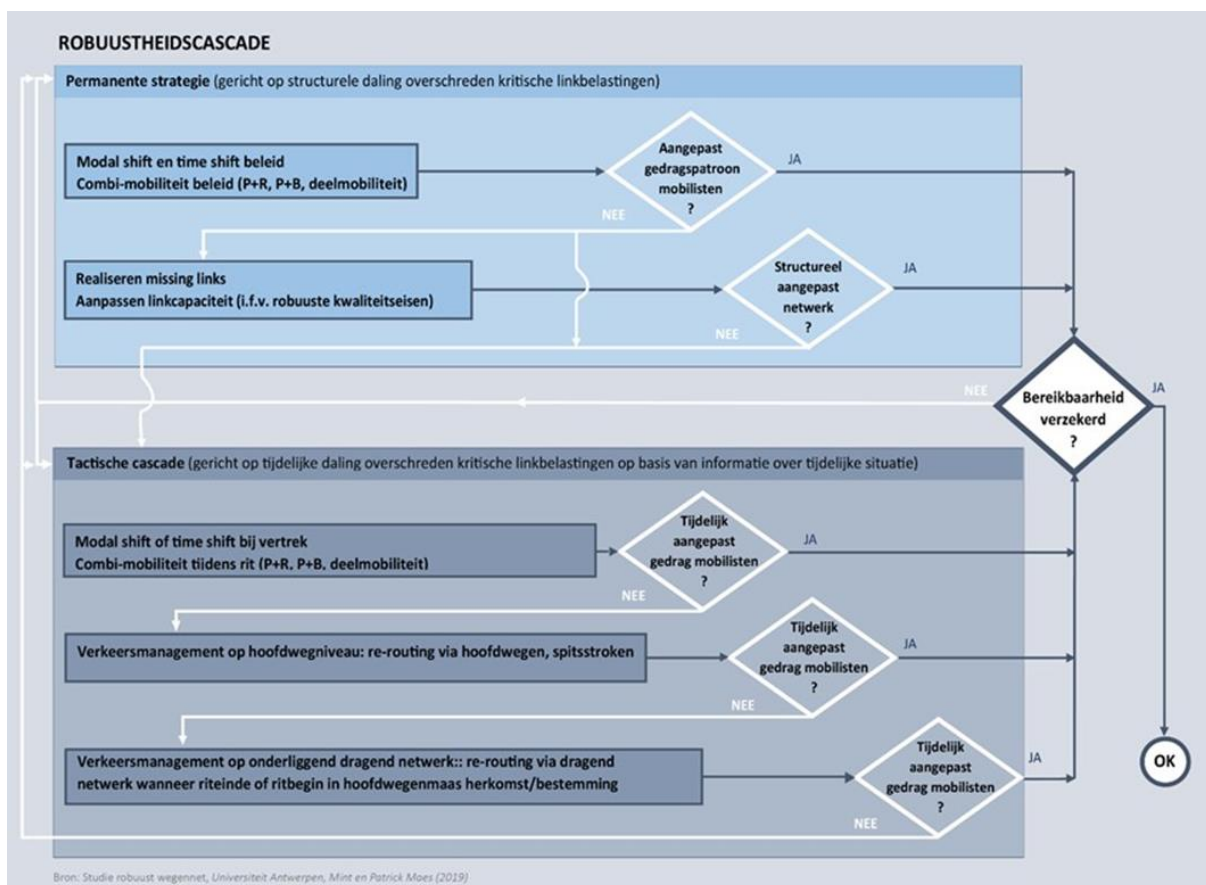 ROBUUSTHEIDSCASCADE
Permanente strategie (gericht op structurele daling overschreden kritische linkbelastingen)
Modal shift en time shift beleid
Combi-mobiliteit beleid (P+R, P+B, deelmobiliteit)
Aangepast
gedragspatroon
mobilisten
?
JA
NEE
Realiseren missing links
Aanpassen linkcapaciteit (i.f.v. robuuste kwaliteitseisen)
Structureel
aangepast
netwerk
?
JA
NEE
Bereikbaarheid
verzekerd
?
JA
NEE
Tactische cascade (gericht op tijdelijke daling overschreden kritische linkbelastingen op basis van informatie over tijdelijke situatie)
Modal shift of time shift bij vertrek
Combi-mobiliteit tijdens rit (P+R, P+B, deelmobiliteit)
Tijdelijk
aangepast
gedrag mobilisten
?
JA
NEE
Verkeersmanagement op hoofdwegniveau: re-routing via hoofdwegen, spitsstroken
Tijdelijk
aangepast
gedrag mobilisten
?
JA
NEE
Verkeersmanagement op onderliggend dragend netwerk:: re-routing via dragend
netwerk wanneer riteinde of ritbegin in hoofdwegenmaas herkomst/bestemming
Tijdelijk
aangepast
gedrag mobilisten
?
JA
NEE
OK
Bron: Studie robuust wegennet, Universiteit Antwerpen, Mint en Patrick Maes (2019)